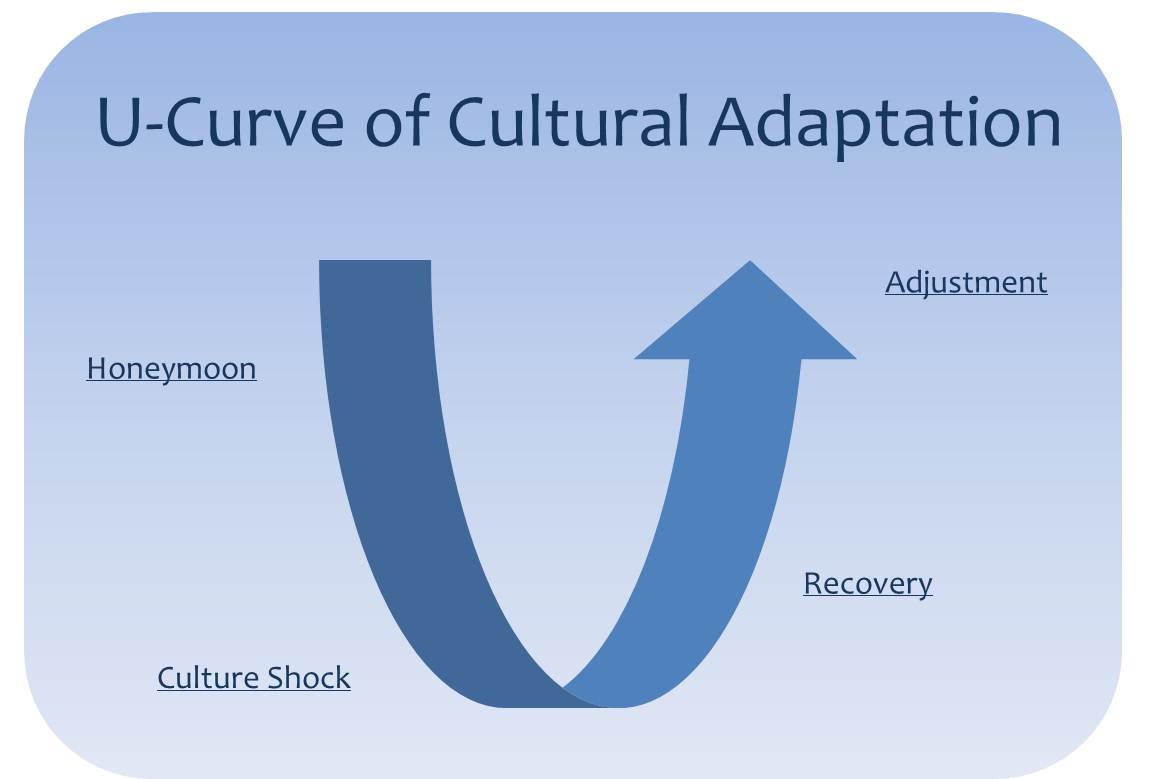 U-Curve of Cultural Adaptation
Adjustment
Honeymoon
Recovery
Culture Shock